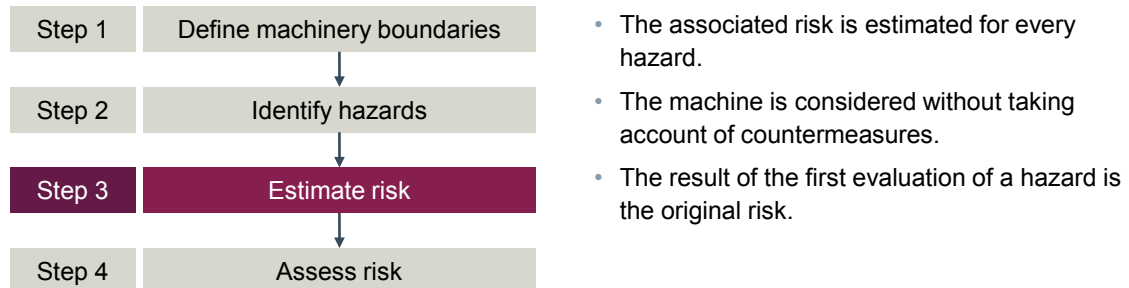 Step 1 Define machinery boundaries
Step 2 Identify hazards
Step 3 Estimate risk
Step 4 Assess risk
• The associated risk is estimated for every
hazard.
• The machine is considered without taking
account of countermeasures.
• The result of the first evaluation of a hazard is
the original risk.